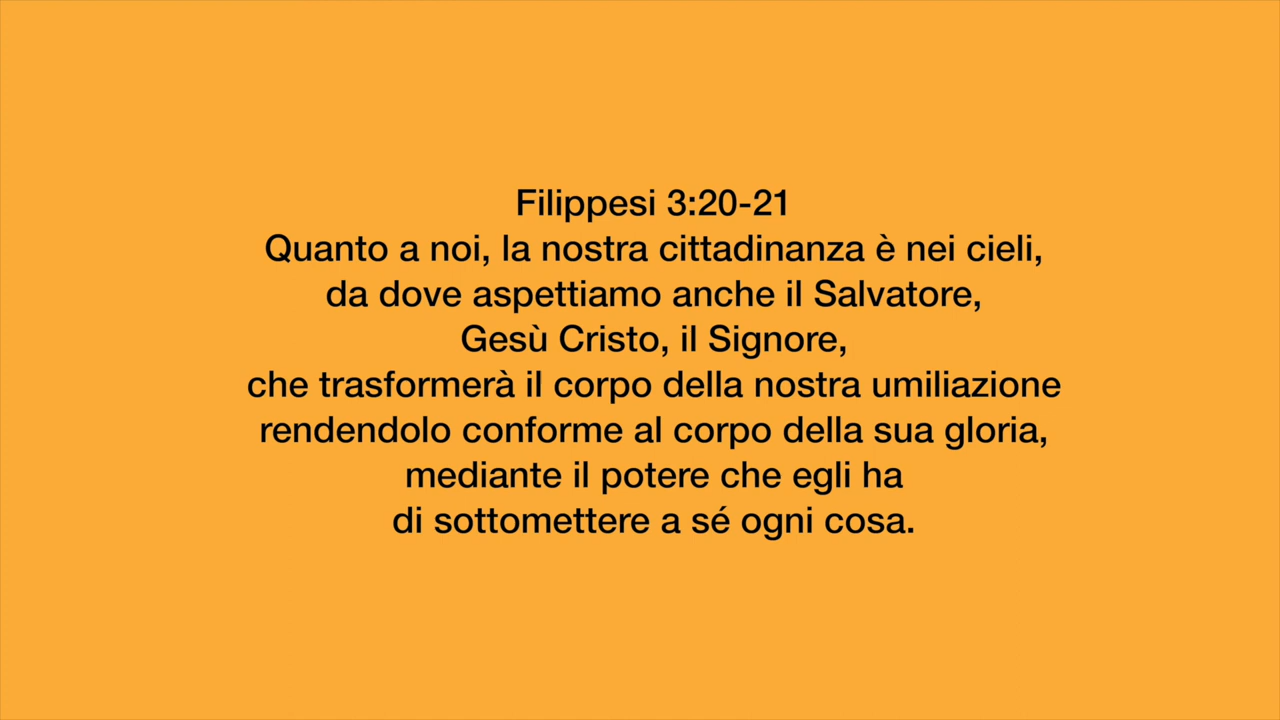 Filippesi 3:20-21
Quanto a noi, la nostra cittadinanza è nei cieli,
da dove aspettiamo anche il Salvatore,
Gesù Cristo, il Signore,
che trasformerà il corpo della nostra umiliazione
rendendolo conforme al corpo della sua gloria,
mediante il potere che egli ha
di sottomettere a sé ogni cosa.